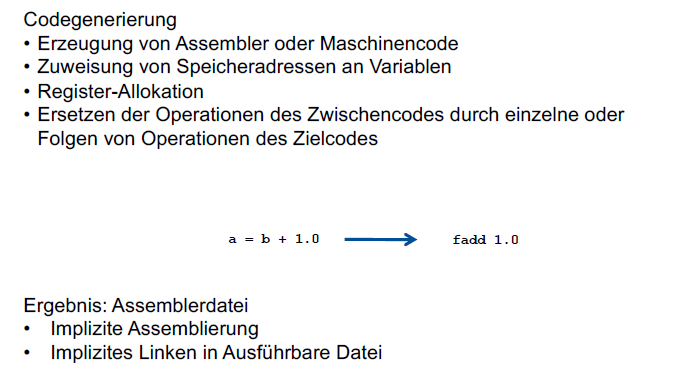 Codegenerierung
• Erzeugung von Assembler oder Maschinencode
• Zuweisung von Speicheradressen an Variablen
• Register-Allokation
• Ersetzen der Operationen des Zwischencodes durch einzelne oder
Folgen von Operationen des Zielcodes
a = b + 1.0 fadd 1.0
Ergebnis: Assemblerdatei
• Implizite Assemblierung
• Implizites Linken in Ausführbare Datei